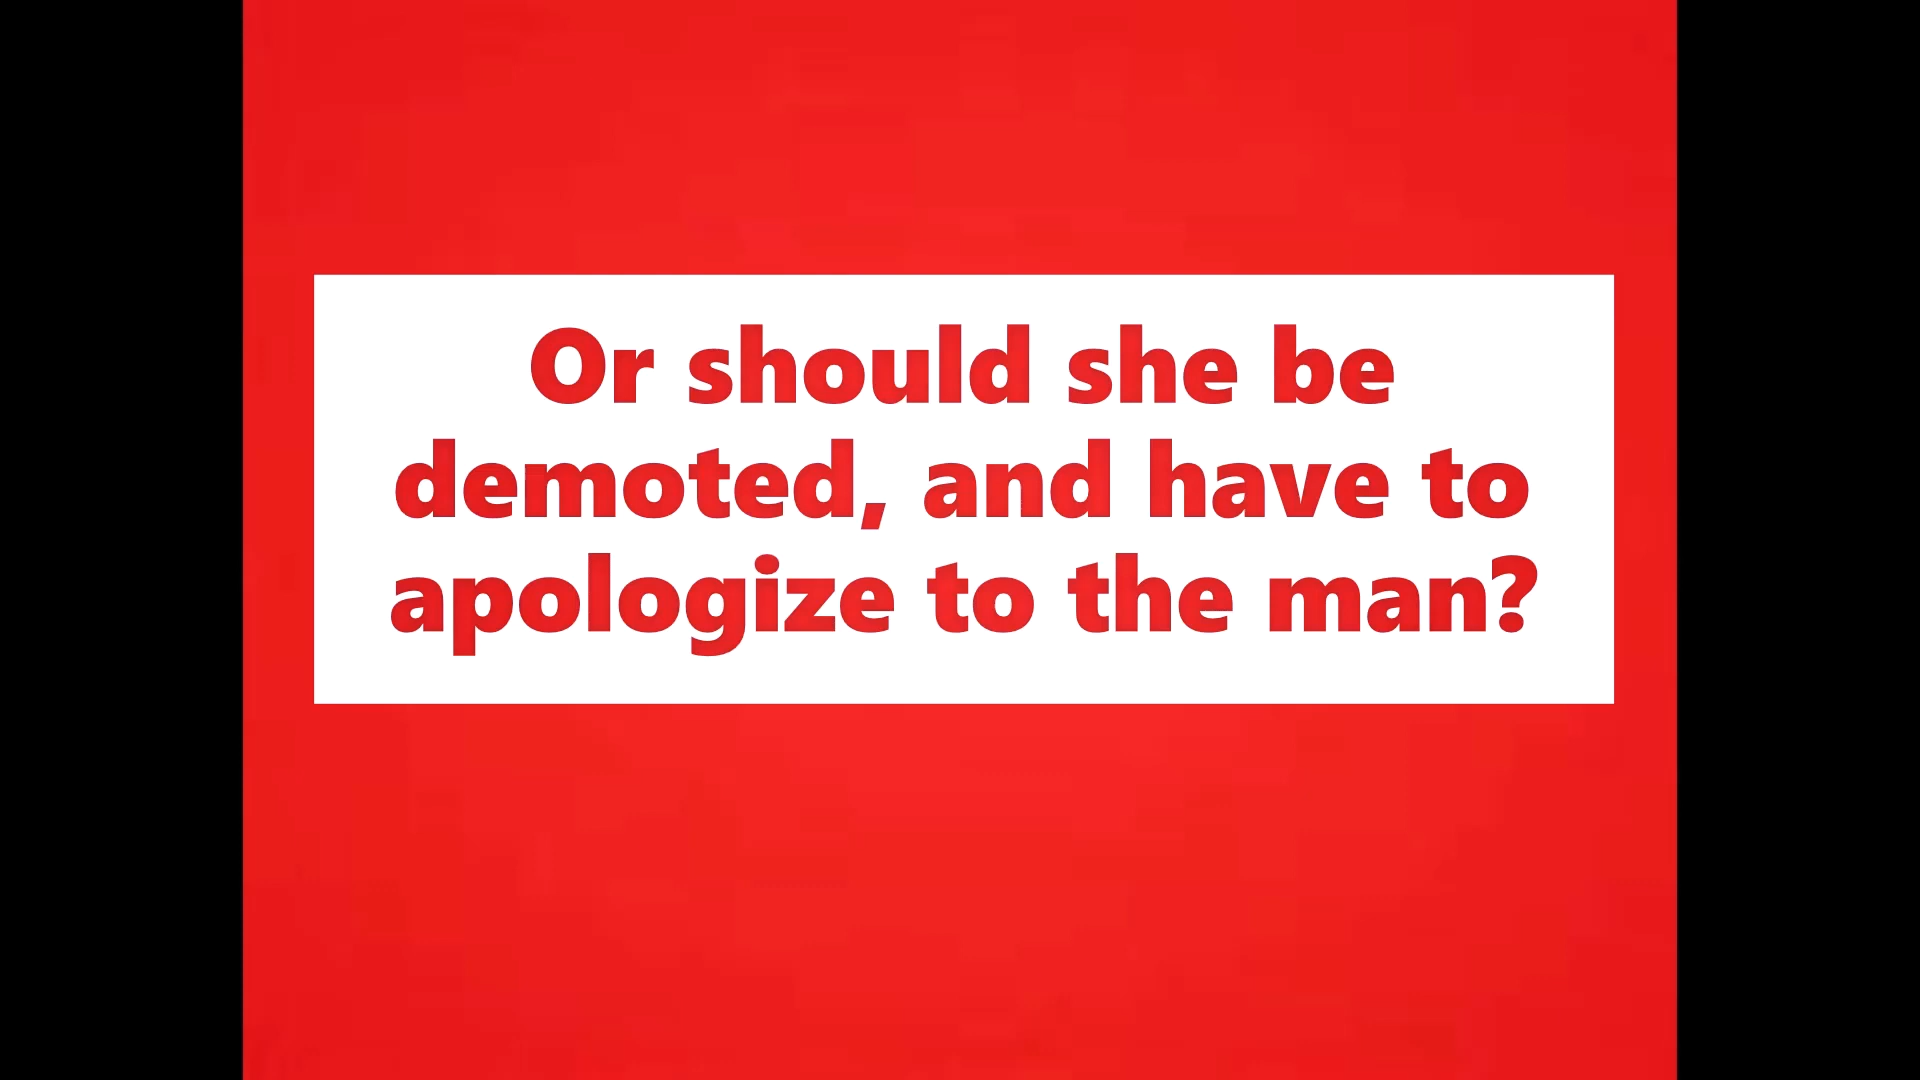 Or should she be
demoted, and have to
apologize to the man?